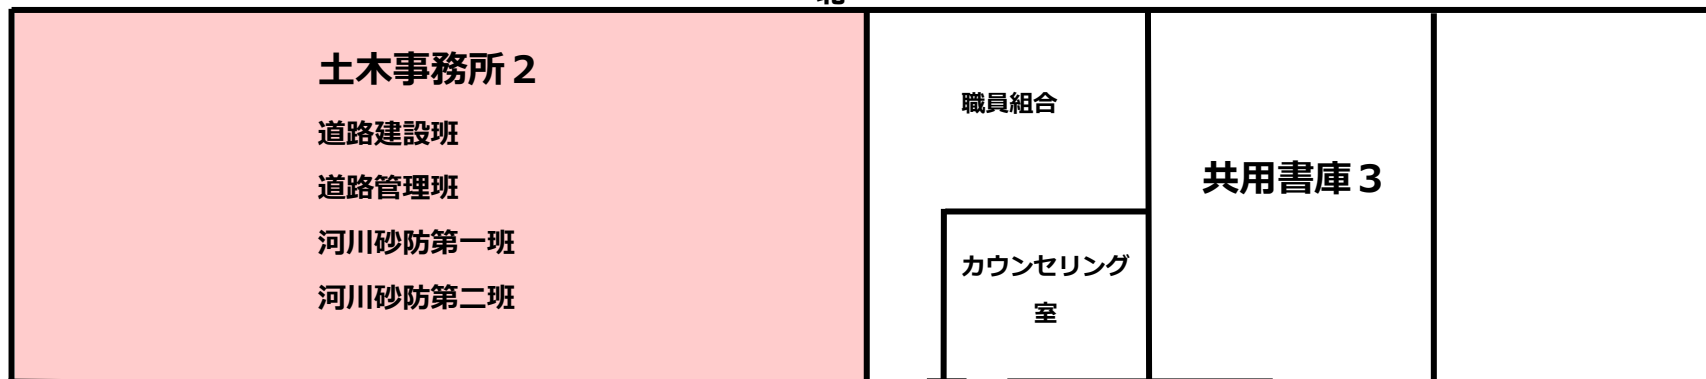 土木事務所２
道路建設班
道路管理班
河川砂防第一班
河川砂防第二班
職員組合
カウンセリング
室
共用書庫３